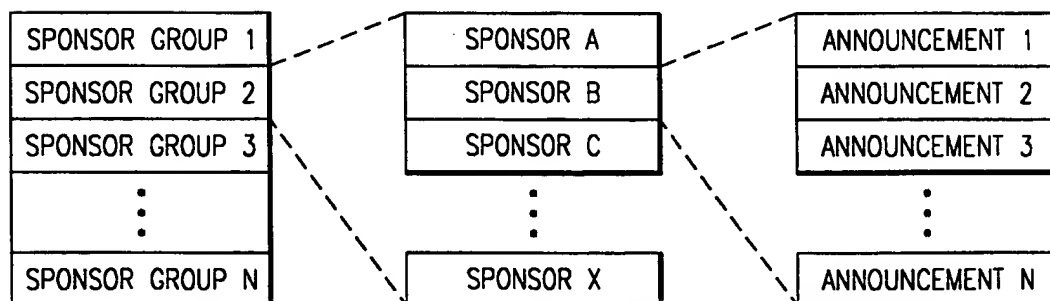 SPONSOR GROUP 1
SPONSOR GROUP 2
SPONSOR GROUP 3
SPONSOR GROUP N
SPONSOR A
SPONSOR B
SPONSOR C
SPONSOR X
ANNOUNCEMENT 1
ANNOUNCEMENT 2
ANNOUNCEMENT 3
ANNOUNCEMENT N